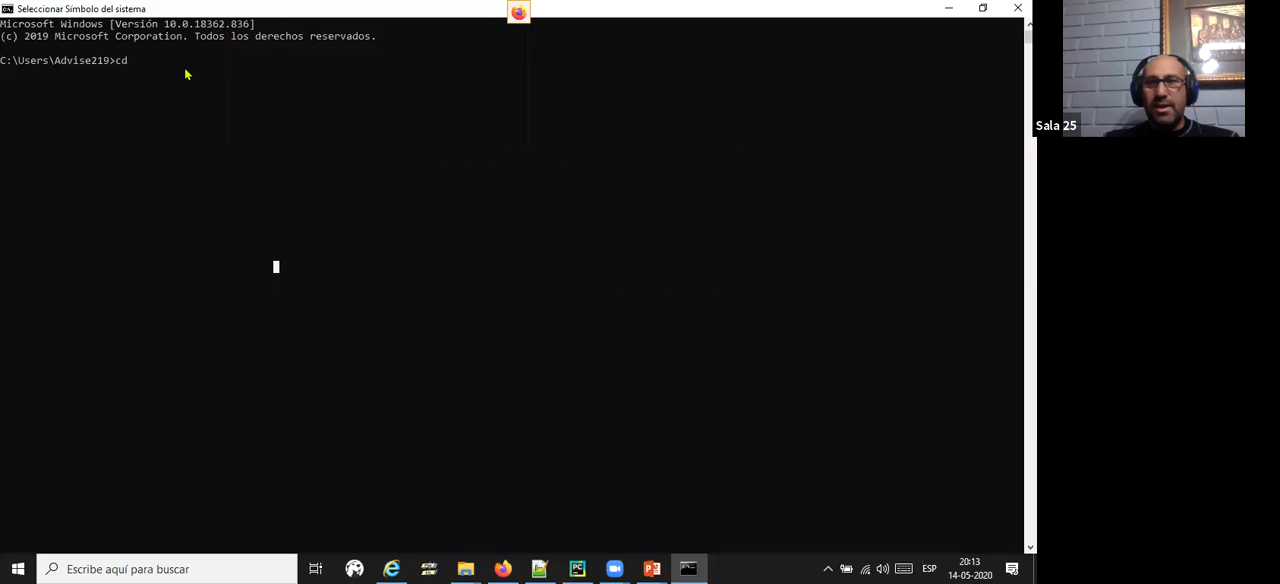 Seleccionar Símbolo del sistema
Microsoft Windows [Versión 10.0.18362.836]
(c) 2019 Microsoft Corporation. Todos los derechos reservados.
C:\Users\Advise219>cd
Sala 25
Escribe aquí para buscar
ESP
20:13
14-05-2020